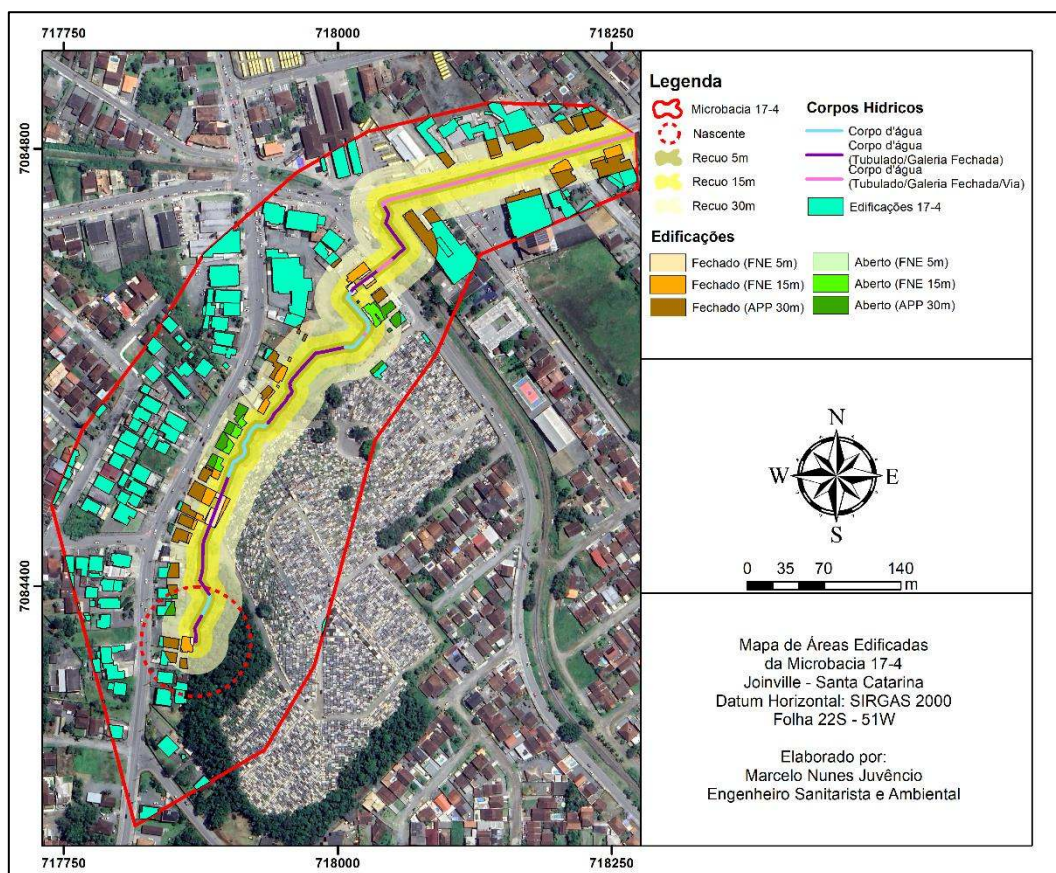 717750
718000
718250
7084800
7084400
Legenda
Microbacia 17-4
Nascente
Recuo 5m
Recuo 15m
Recuo 30m
Corpos Hídricos
Corpo d'água
Corpo d'água
(Tubulado/Galeria Fechada)
Corpo d'água
(Tubulado/Galeria Fechada/Via)
Edificações 17-4
Edificações
Fechado (FNE 5m)
Fechado (FNE 15m)
Fechado (APP 30m)
Aberto (FNE 5m)
Aberto (FNE 15m)
Aberto (APP 30m)
N
W
E
S
0 35 70 140
m
Mapa de Áreas Edificadas
da Microbacia 17-4
Joinville - Santa Catarina
Datum Horizontal: SIRGAS 2000
Folha 22S - 51W
Elaborado por:
Marcelo Nunes Juvêncio
Engenheiro Sanitarista e Ambiental
717750
718000
718250